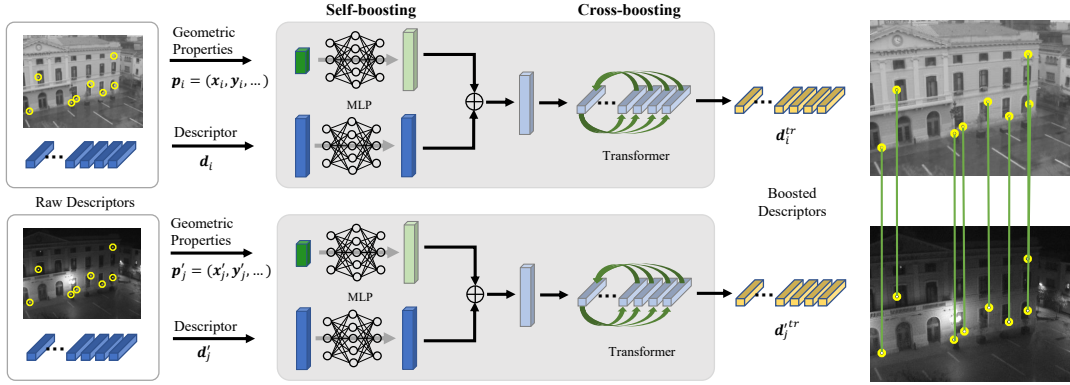 Self-boosting
Cross-boosting
Geometric
Properties
p_i = (x_i, y_i, …)
MLP
Descriptor
d_i
Transformer
d_i^{tr}
Raw Descriptors
Boosted
Descriptors
Geometric
Properties
p'_j = (x'_j, y'_j, …)
MLP
Descriptor
d'_j
Transformer
d'_j^{tr}